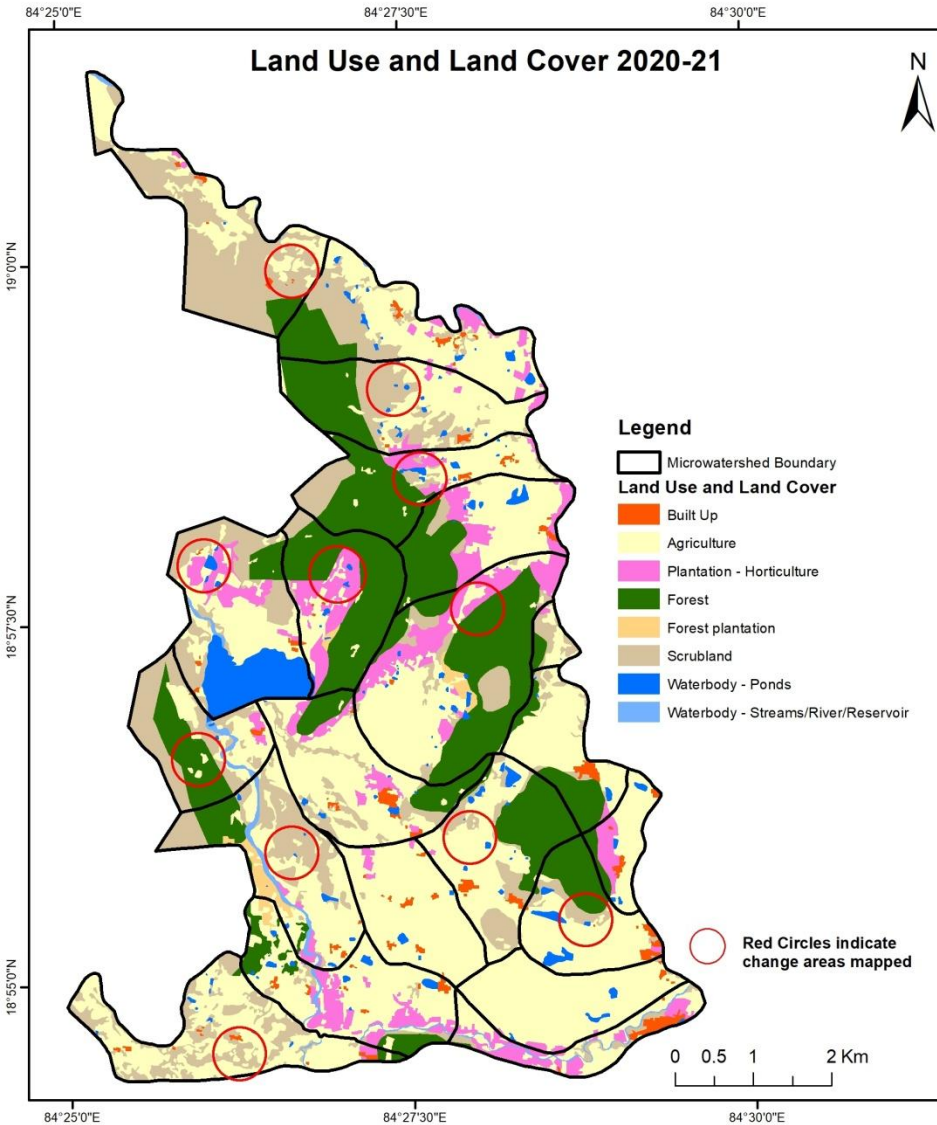 84°25'0"E
84°27'30"E
84°30'0"E
Land Use and Land Cover 2020-21
N
19°0'0"N
18°57'30"N
18°55'0"N
Legend
Microwatershed Boundary
Land Use and Land Cover
Built Up
Agriculture
Plantation - Horticulture
Forest
Forest plantation
Scrubland
Waterbody - Ponds
Waterbody - Streams/River/Reservoir
Red Circles indicate
change areas mapped
0 0.5 1 2 Km
84°25'0"E
84°27'30"E
84°30'0"E